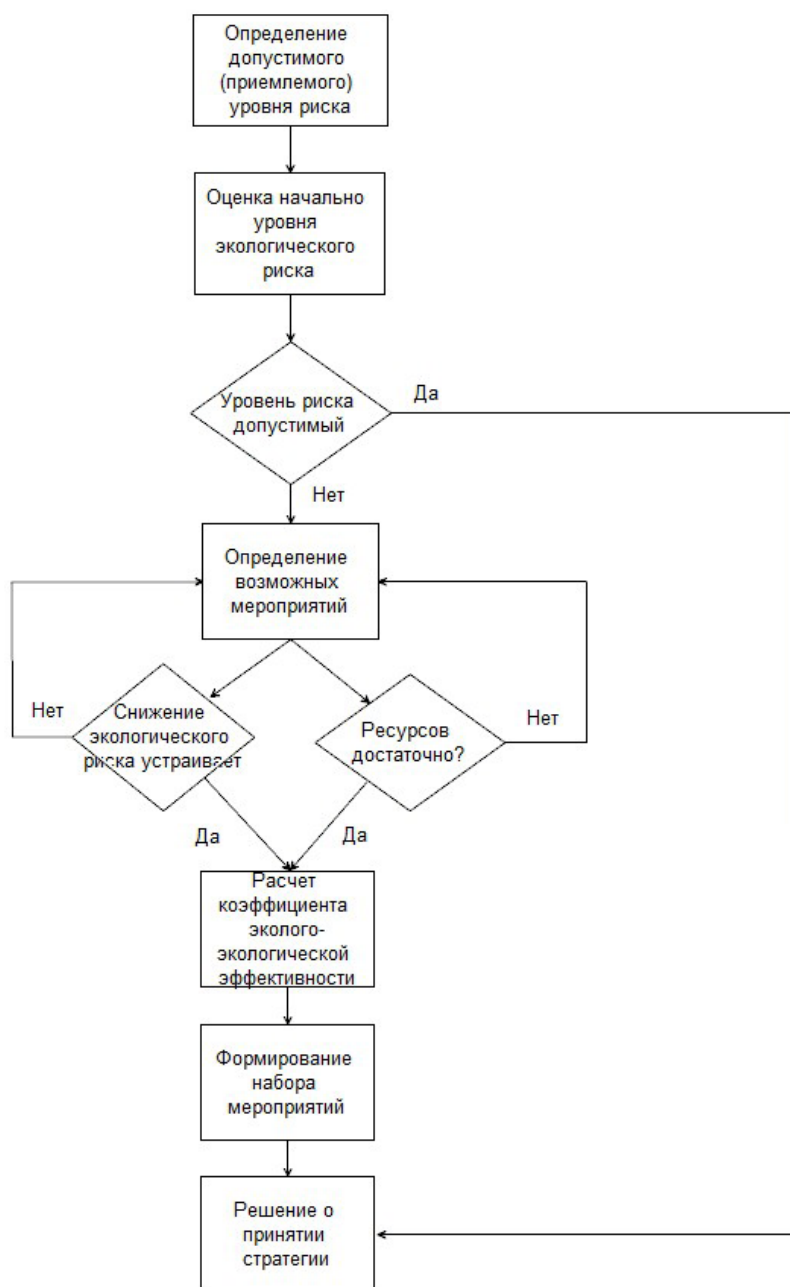 Определение
допустимого
(приемлемого)
уровня риска
Оценка начально
уровня
экологического
риска
Уровень риска
допустимый
Да
Нет
Определение
возможных
мероприятий
Нет
Снижение
экологического
риска устраивает
Ресурсов
достаточно?
Нет
Да
Да
Расчет
коэффициента
эколого-
экологической
эффективности
Формирование
набора
мероприятий
Решение о
принятии
стратегии